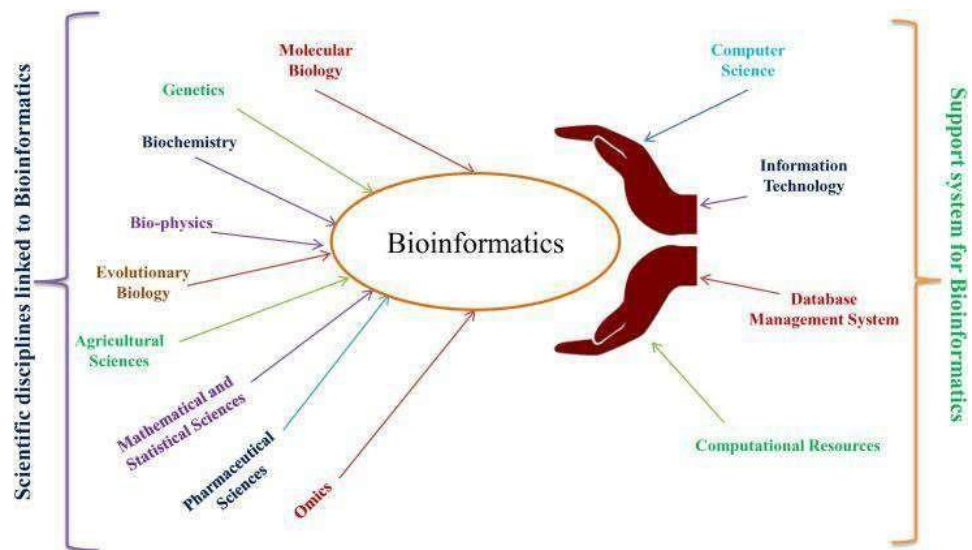 Scientific disciplines linked to Bioinformatics
Molecular
Biology
Genetics
Biochemistry
Bio-physics
Evolutionary
Biology
Agricultural
Sciences
Mathematical and
Statistical Sciences
Pharmaceutical
Sciences
Omics
Bioinformatics
Computer
Science
Information
Technology
Database
Management System
Computational Resources
Support system for Bioinformatics